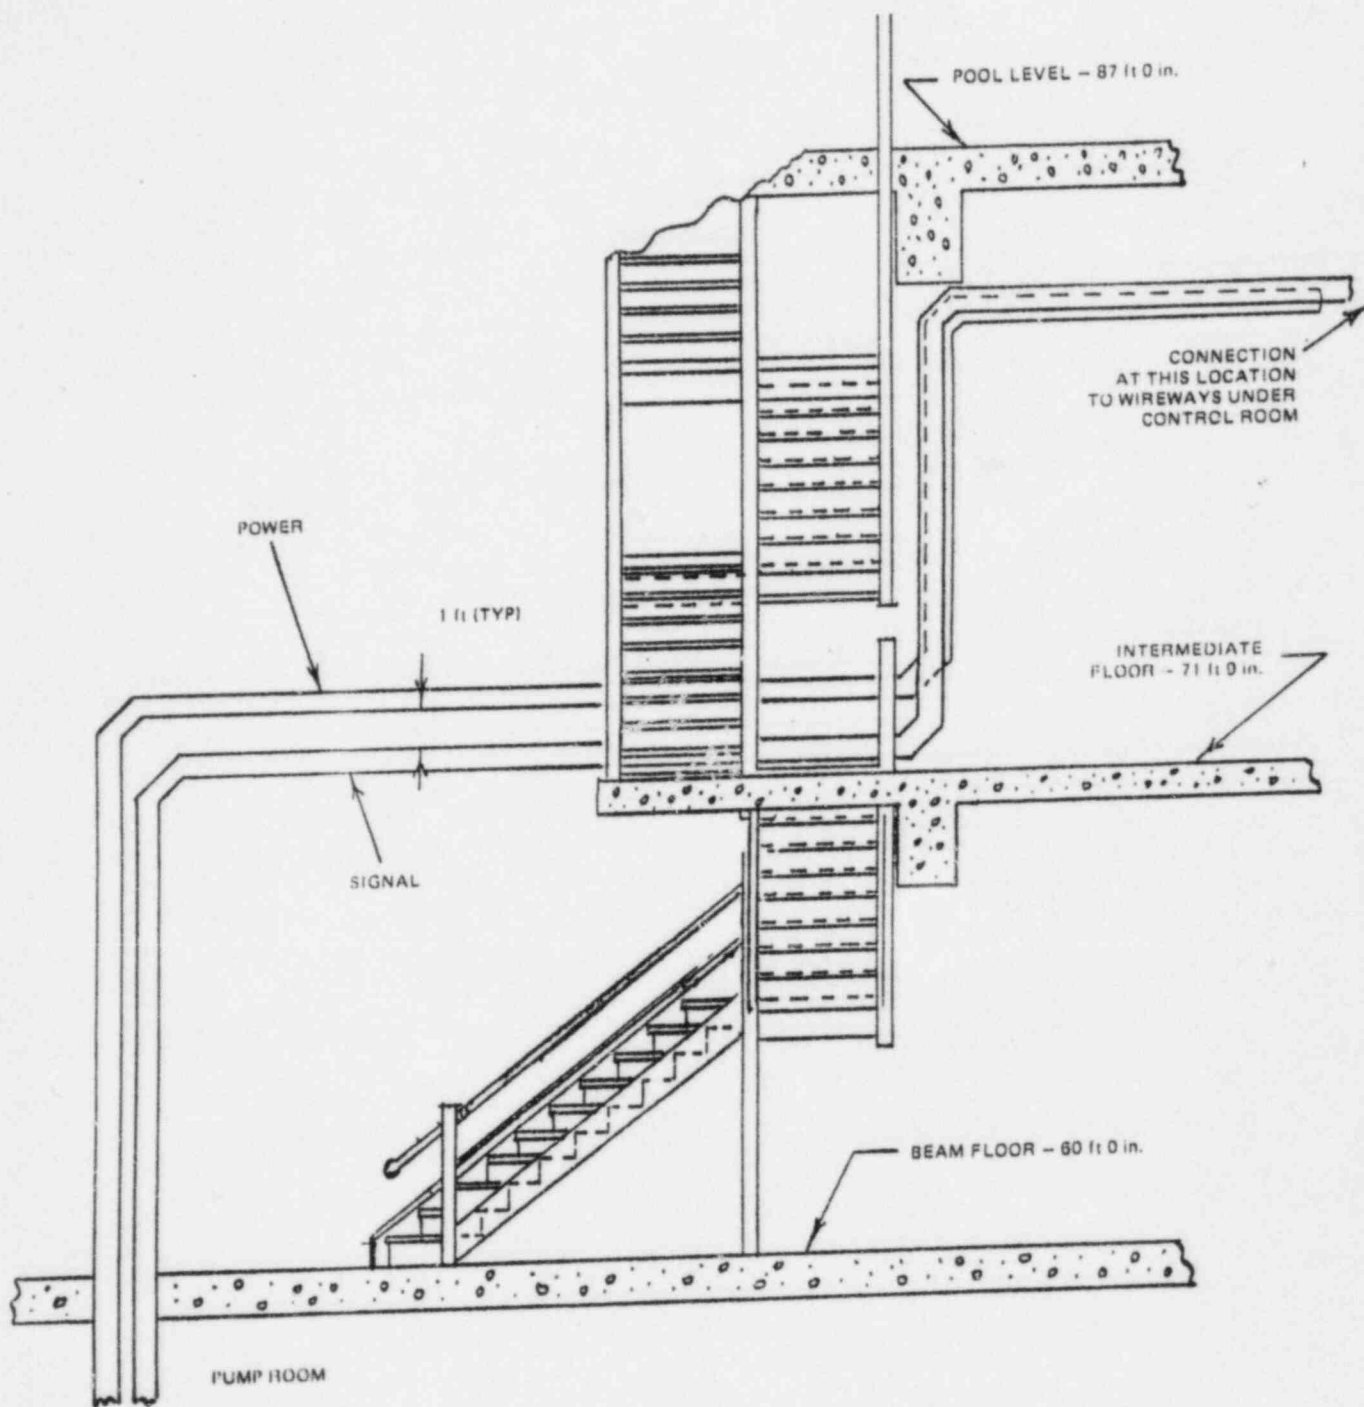 POOL LEVEL – 87 ft 0 in.
CONNECTION
AT THIS LOCATION
TO WIREWAYS UNDER
CONTROL ROOM
POWER
1 ft (TYP)
INTERMEDIATE
FLOOR – 71 ft 0 in.
SIGNAL
BEAM FLOOR – 60 ft 0 in.
PUMP ROOM